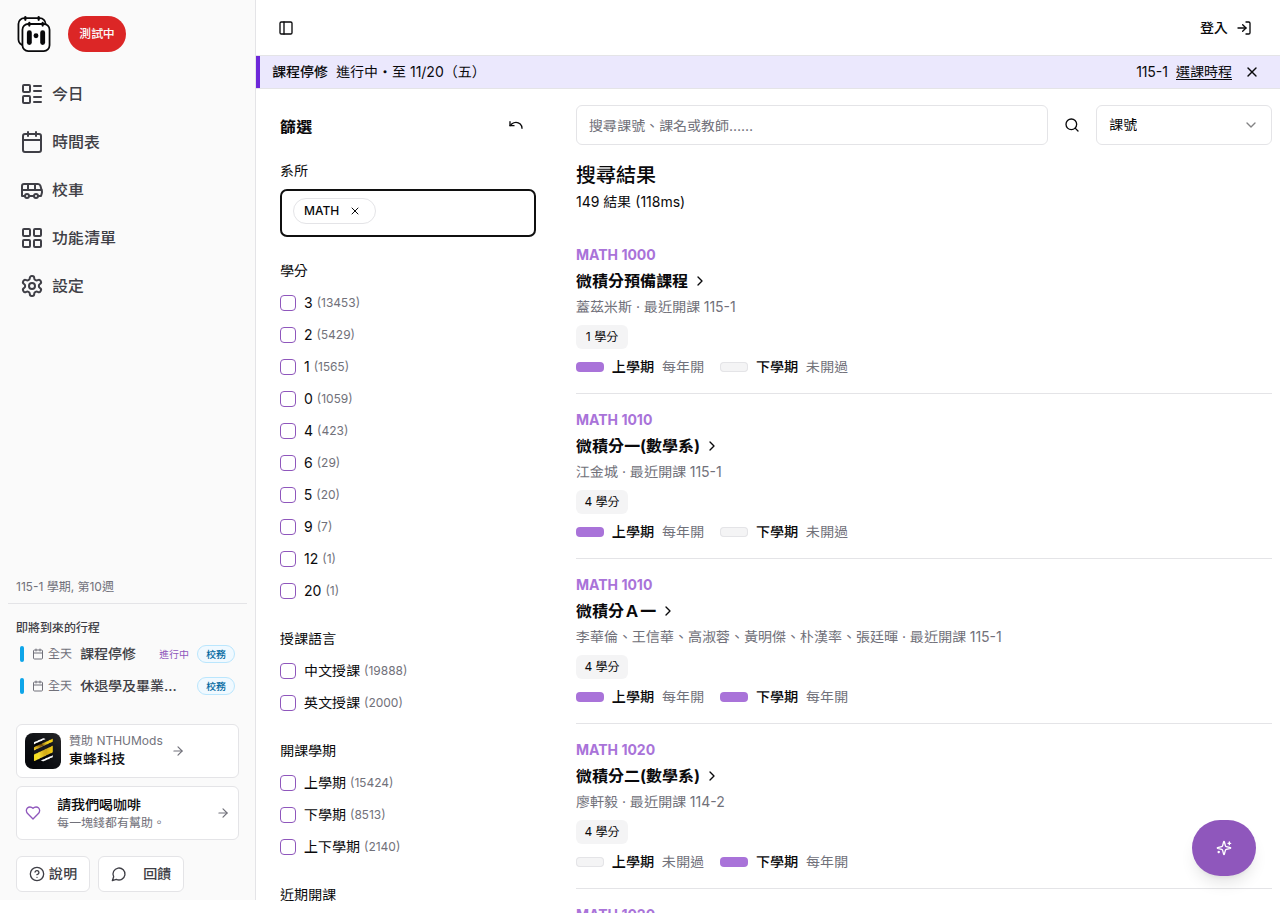 測試中
今日
時間表
校車
功能清單
設定
115-1 學期, 第10週
即將到來的行程
全天 課程停修 進行中 校務
全天 休退學及畢業... 校務
贊助 NTHUMods
東蜂科技
請我們喝咖啡
每一塊錢都有幫助。
說明 回饋
登入
課程停修 進行中・至 11/20（五） 115-1 選課時程
篩選
系所
MATH
學分
3 (13453)
2 (5429)
1 (1565)
0 (1059)
4 (423)
6 (29)
5 (20)
9 (7)
12 (1)
20 (1)
授課語言
中文授課 (19888)
英文授課 (2000)
開課學期
上學期 (15424)
下學期 (8513)
上下學期 (2140)
近期開課
搜尋課號、課名或教師...... 課號
搜尋結果
149 結果 (118ms)
MATH 1000
微積分預備課程
蓋茲米斯 · 最近開課 115-1
1 學分
上學期 每年開 下學期 未開過
MATH 1010
微積分一(數學系)
江金城 · 最近開課 115-1
4 學分
上學期 每年開 下學期 未開過
MATH 1010
微積分Ａ一
李華倫、王信華、高淑蓉、黃明傑、朴漢率、張廷暉 · 最近開課 115-1
4 學分
上學期 每年開 下學期 每年開
MATH 1020
微積分二(數學系)
廖軒毅 · 最近開課 114-2
4 學分
上學期 未開過 下學期 每年開
MATH 1020